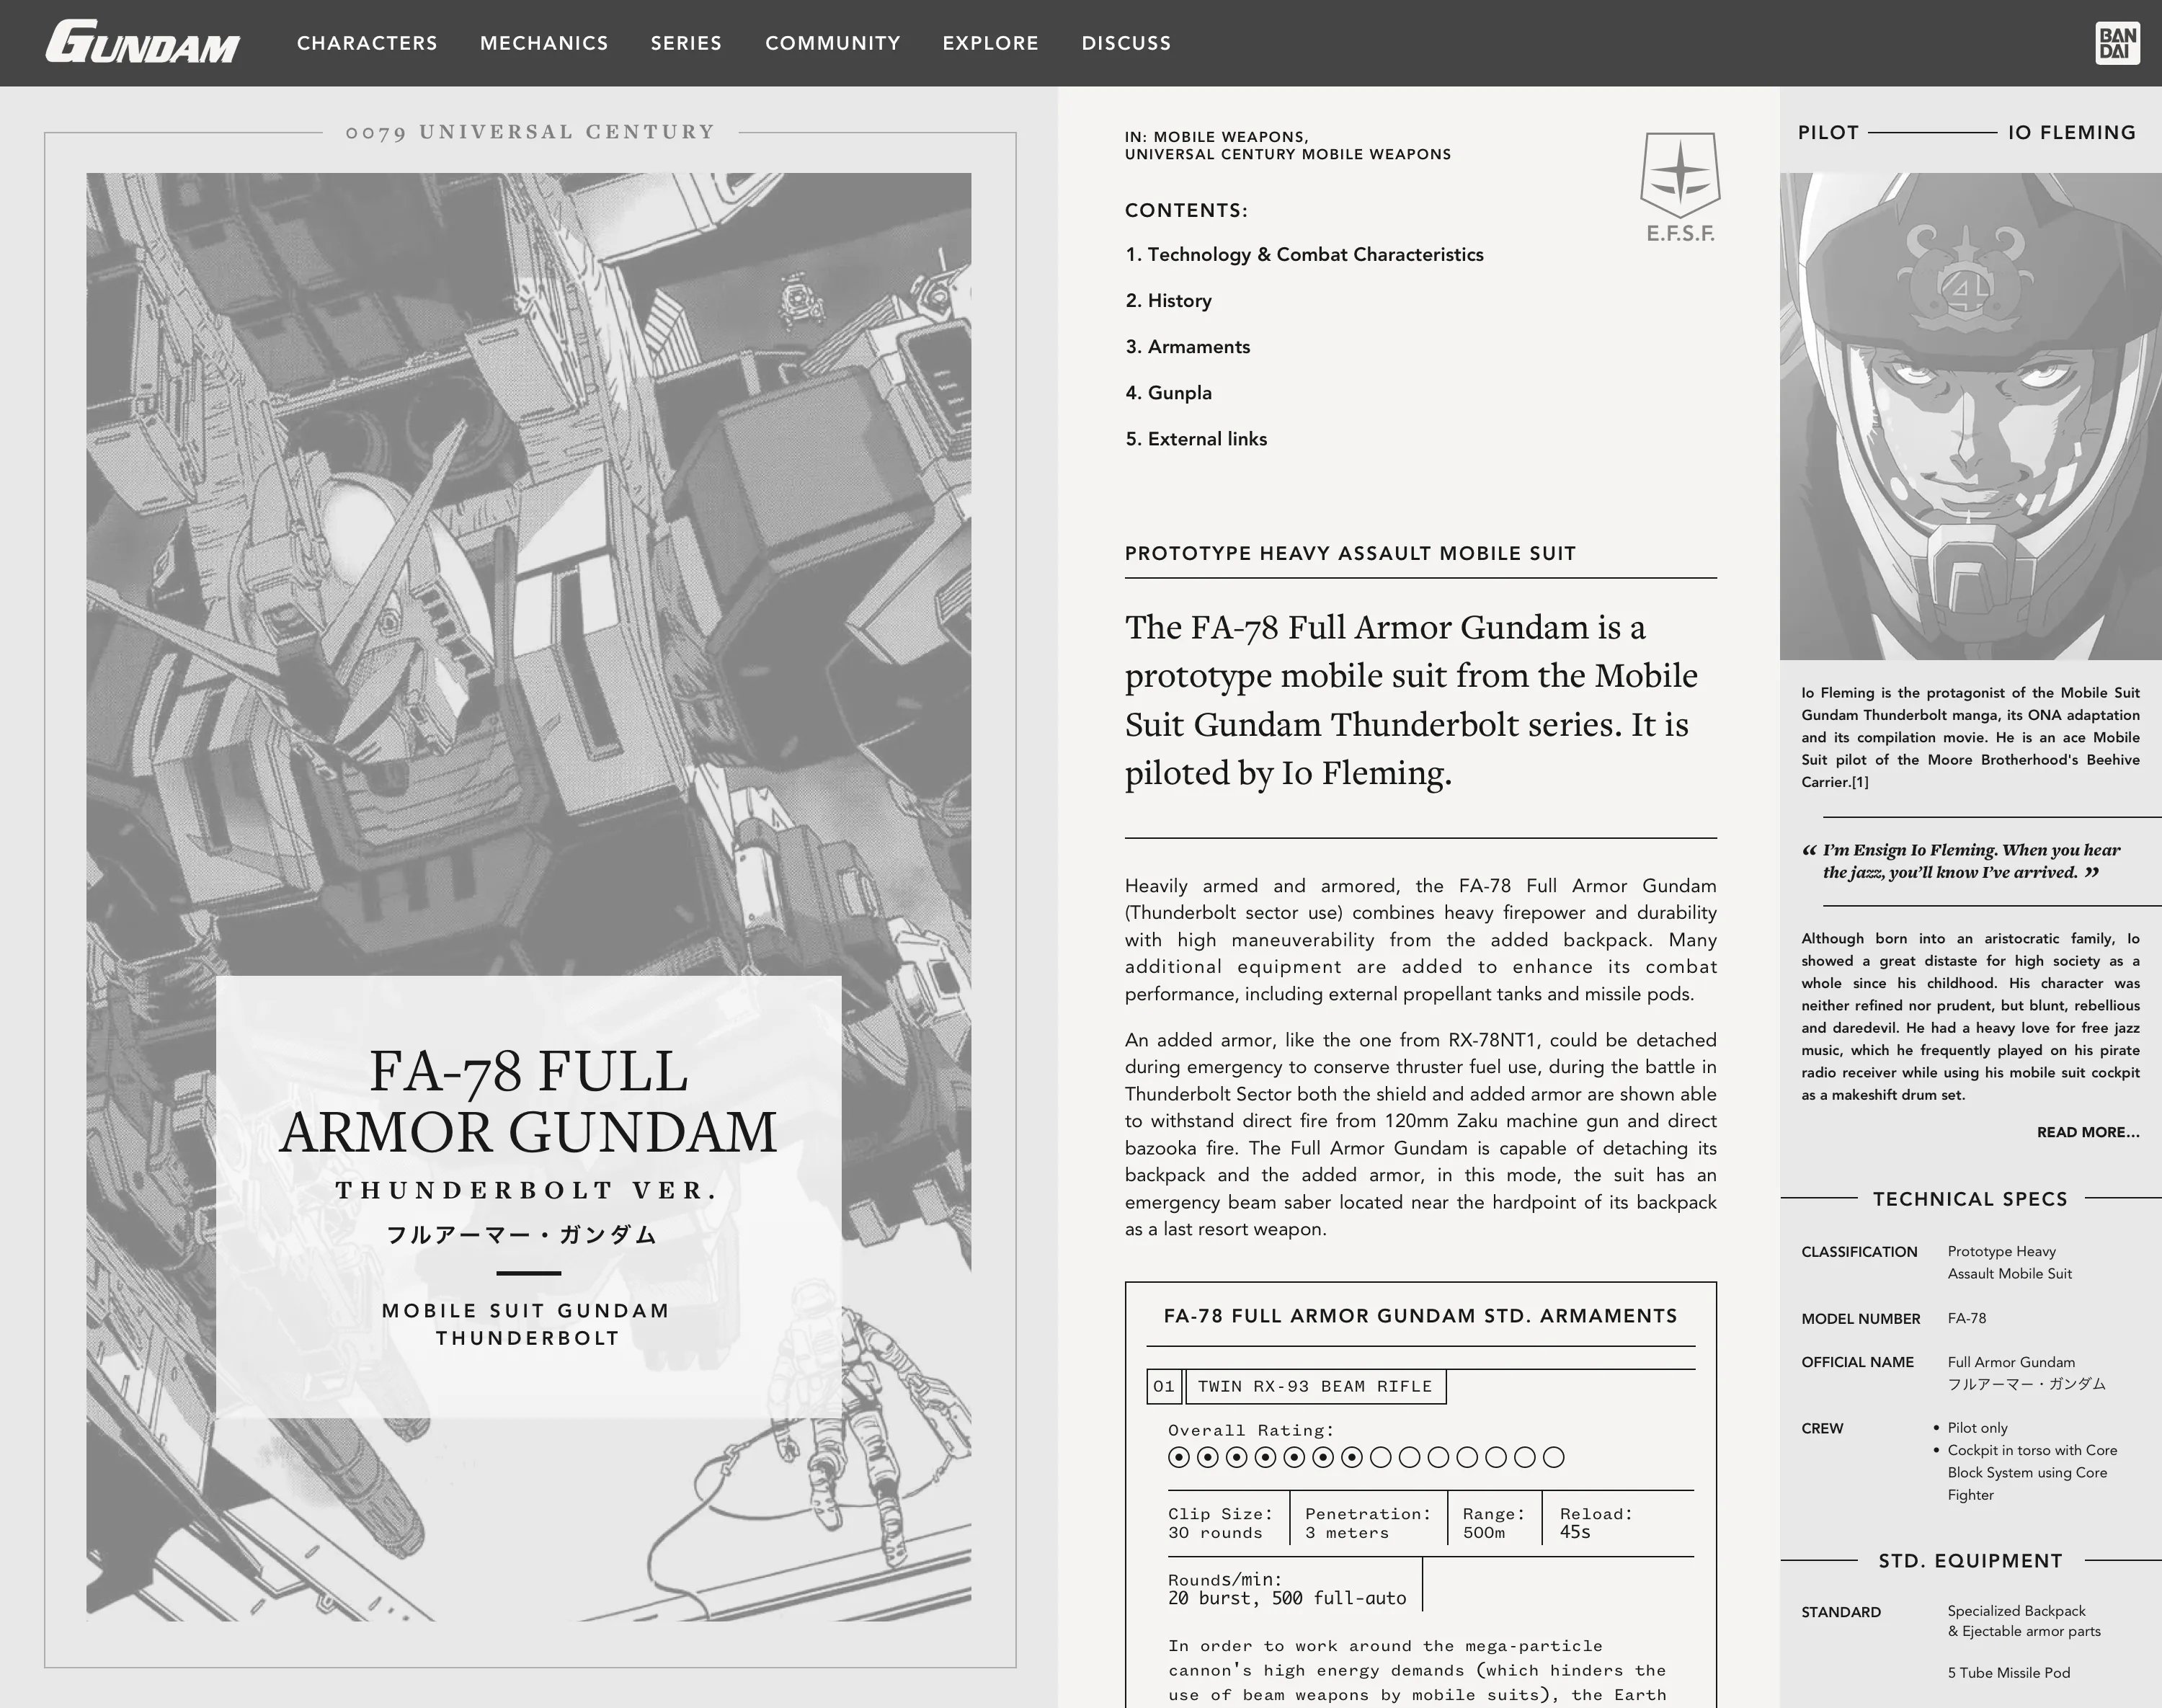 GUNDAM
CHARACTERS
MECHANICS
SERIES
COMMUNITY
EXPLORE
DISCUSS
BAN
DAI
0079 UNIVERSAL CENTURY
FA-78 FULL
ARMOR GUNDAM
THUNDERBOLT VER.
フルアーマー・ガンダム
MOBILE SUIT GUNDAM
THUNDERBOLT
IN: MOBILE WEAPONS,
UNIVERSAL CENTURY MOBILE WEAPONS
E.F.S.F.
CONTENTS:
1. Technology & Combat Characteristics
2. History
3. Armaments
4. Gunpla
5. External links
PROTOTYPE HEAVY ASSAULT MOBILE SUIT
The FA-78 Full Armor Gundam is a
prototype mobile suit from the Mobile
Suit Gundam Thunderbolt series. It is
piloted by Io Fleming.
Heavily armed and armored, the FA-78 Full Armor Gundam
(Thunderbolt sector use) combines heavy firepower and durability
with high maneuverability from the added backpack. Many
additional equipment are added to enhance its combat
performance, including external propellant tanks and missile pods.
An added armor, like the one from RX-78NT1, could be detached
during emergency to conserve thruster fuel use, during the battle in
Thunderbolt Sector both the shield and added armor are shown able
to withstand direct fire from 120mm Zaku machine gun and direct
bazooka fire. The Full Armor Gundam is capable of detaching its
backpack and the added armor, in this mode, the suit has an
emergency beam saber located near the hardpoint of its backpack
as a last resort weapon.
FA-78 FULL ARMOR GUNDAM STD. ARMAMENTS
01 TWIN RX-93 BEAM RIFLE
Overall Rating:
Clip Size:
30 rounds
Penetration:
3 meters
Range:
500m
Reload:
45s
Rounds/min:
20 burst, 500 full-auto
In order to work around the mega-particle
cannon's high energy demands (which hinders the
use of beam weapons by mobile suits), the Earth
PILOT
IO FLEMING
4
Io Fleming is the protagonist of the Mobile Suit
Gundam Thunderbolt manga, its ONA adaptation
and its compilation movie. He is an ace Mobile
Suit pilot of the Moore Brotherhood's Beehive
Carrier.[1]
“ I’m Ensign Io Fleming. When you hear
the jazz, you’ll know I’ve arrived. ”
Although born into an aristocratic family, Io
showed a great distaste for high society as a
whole since his childhood. His character was
neither refined nor prudent, but blunt, rebellious
and daredevil. He had a heavy love for free jazz
music, which he frequently played on his pirate
radio receiver while using his mobile suit cockpit
as a makeshift drum set.
READ MORE...
TECHNICAL SPECS
CLASSIFICATION
Prototype Heavy
Assault Mobile Suit
MODEL NUMBER
FA-78
OFFICIAL NAME
Full Armor Gundam
フルアーマー・ガンダム
CREW
• Pilot only
• Cockpit in torso with Core
Block System using Core
Fighter
STD. EQUIPMENT
STANDARD
Specialized Backpack
& Ejectable armor parts
5 Tube Missile Pod